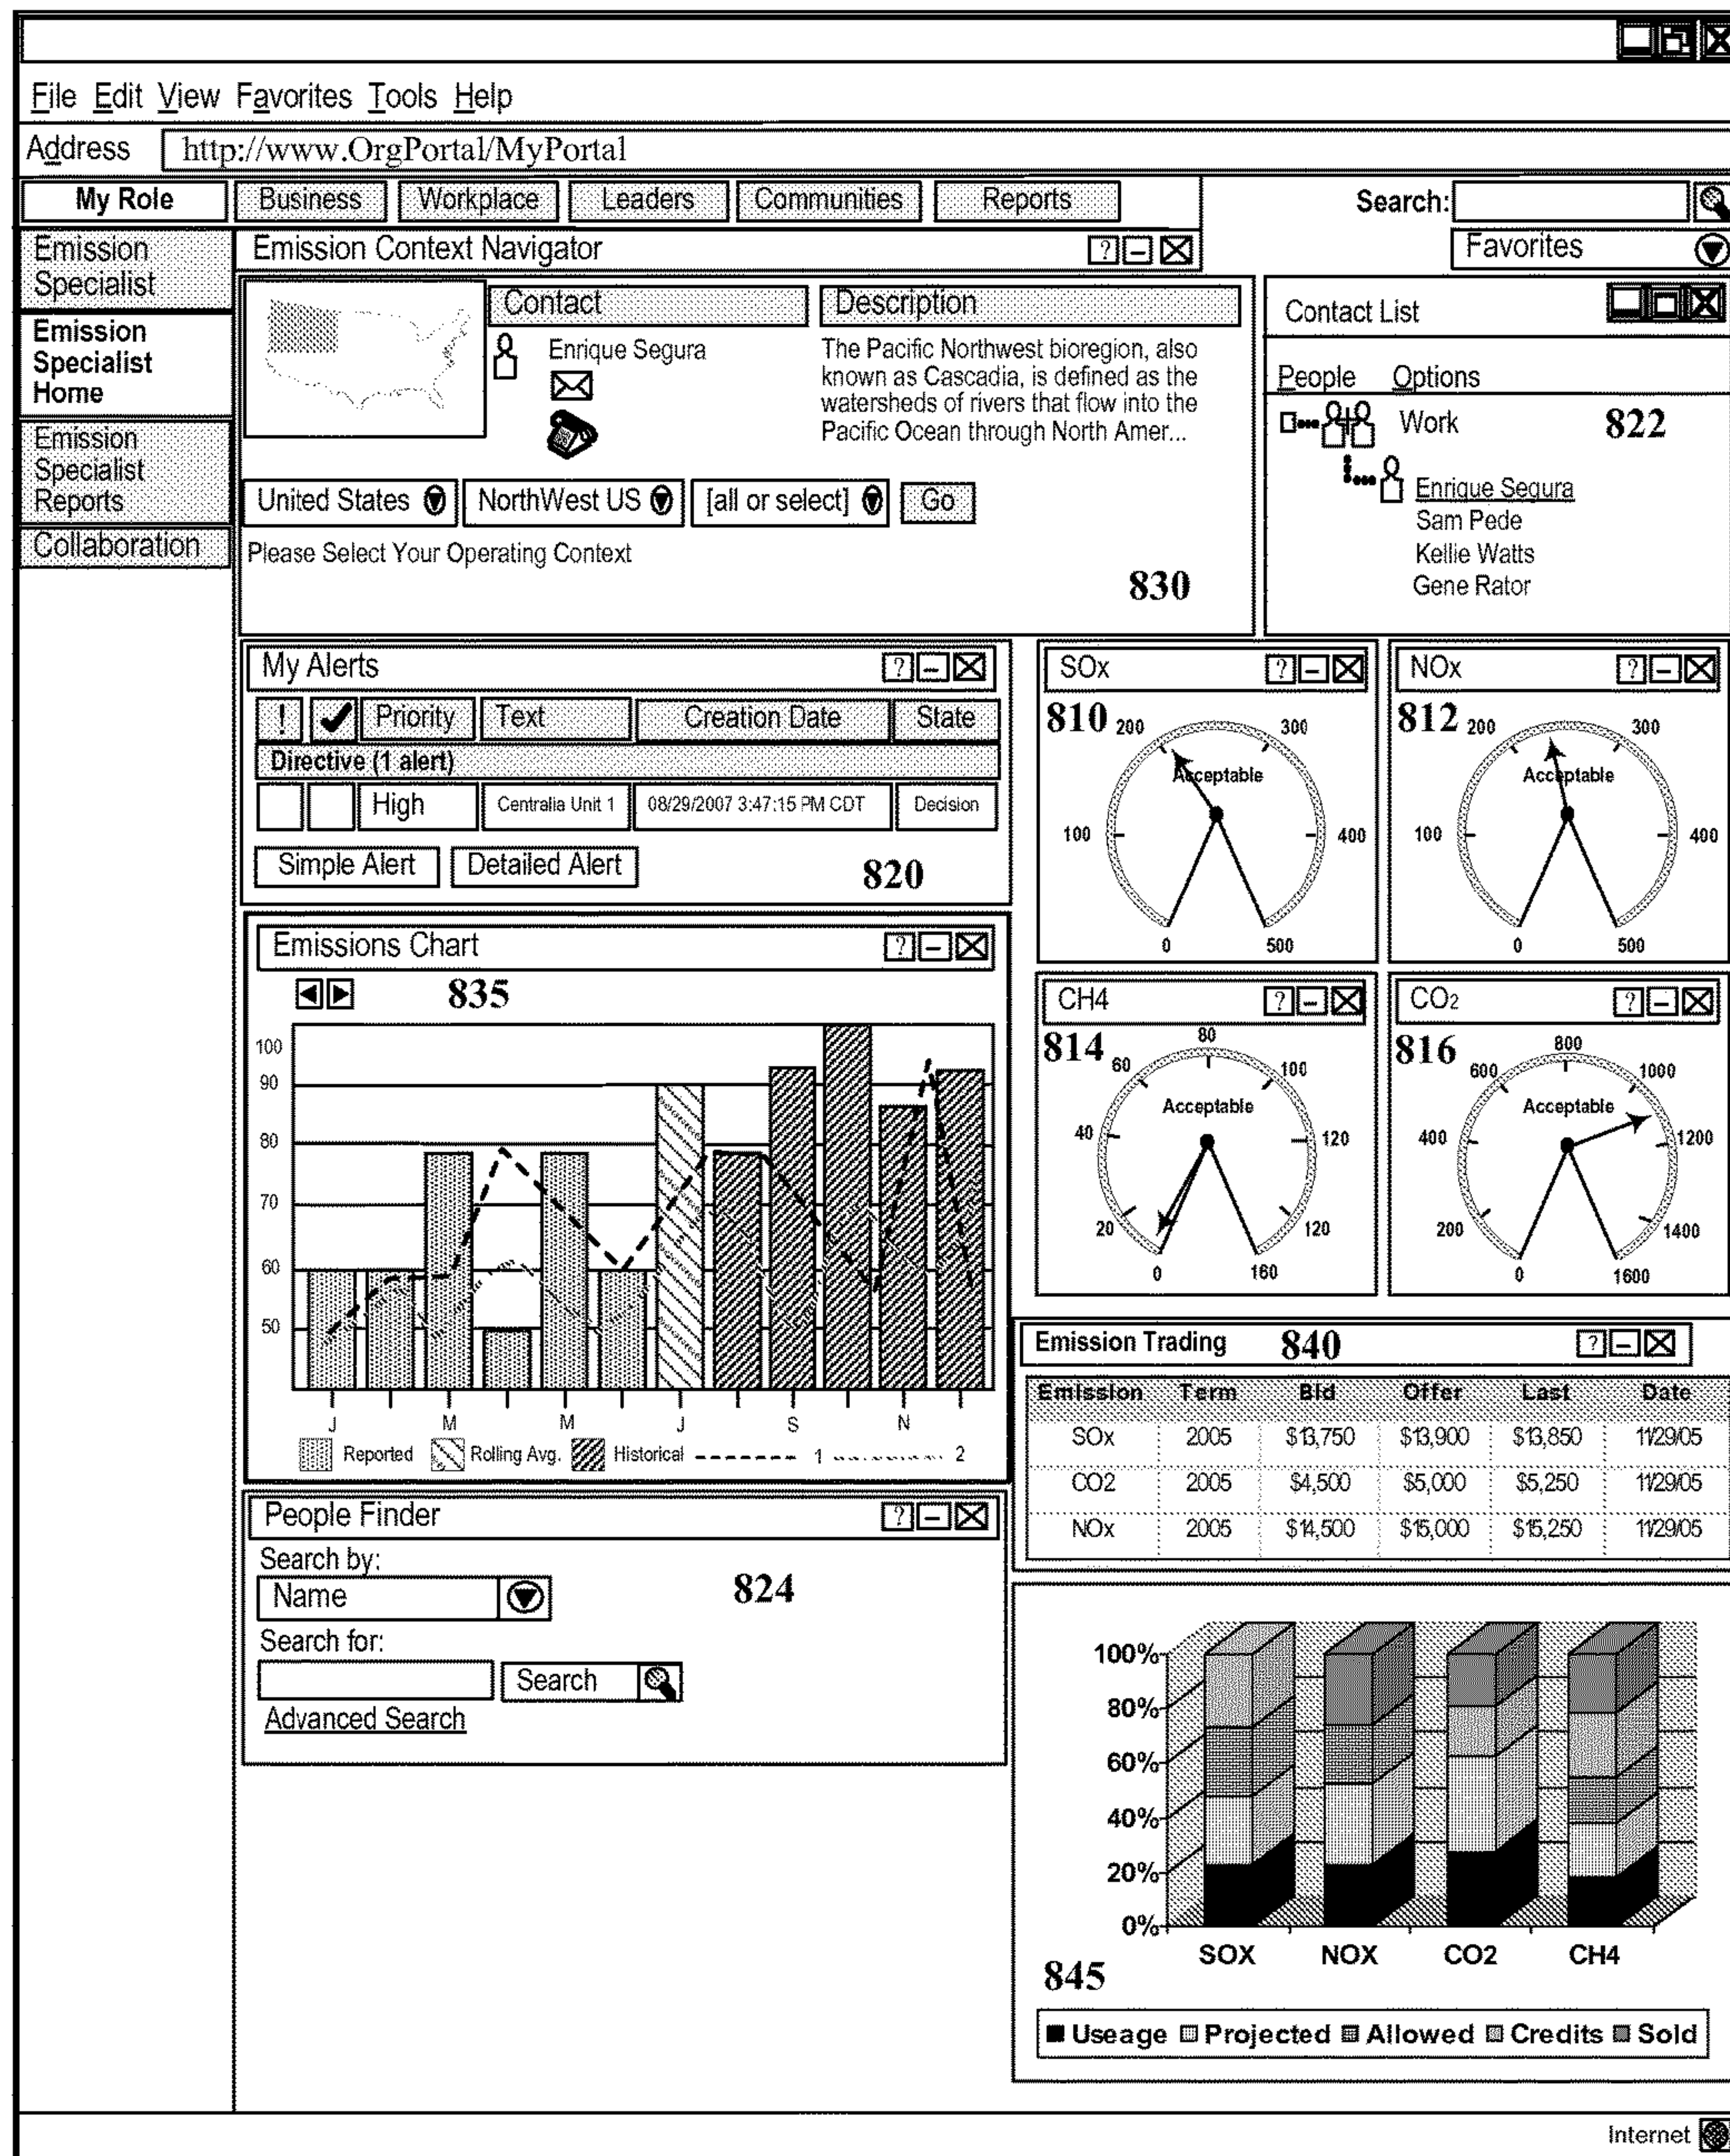 File Edit View Favorites Tools Help
Address http://www.OrgPortal/MyPortal
My Role Business Workplace Leaders Communities Reports Search:
Favorites
Emission
Specialist
Emission
Specialist
Home
Emission
Specialist
Reports
Collaboration
Emission Context Navigator ?
Contact Description
Enrique Segura
The Pacific Northwest bioregion, also
known as Cascadia, is defined as the
watersheds of rivers that flow into the
Pacific Ocean through North Amer...
United States NorthWest US [all or select] Go
Please Select Your Operating Context
830
Contact List
People Options
Work 822
Enrique Segura
Sam Pede
Kellie Watts
Gene Rator
My Alerts ?
! Priority Text Creation Date State
Directive (1 alert)
High Centralia Unit 1 08/29/2007 3:47:15 PM CDT Decision
Simple Alert Detailed Alert 820
SOx ?
810 200 300
Acceptable
100 400
0 500
NOx ?
812 200 300
Acceptable
100 400
0 500
CH4 ?
814 80
60 100
Acceptable
40 120
20 120
0 160
CO2 ?
816 800
600 1000
Acceptable
400 1200
200 1400
0 1600
Emissions Chart ?
835
100
90
80
70
60
50
J M M J S N
Reported Rolling Avg. Historical 1 2
Emission Trading 840 ?
Emission Term Bid Offer Last Date
SOx 2005 $13,750 $13,900 $13,850 11/29/05
CO2 2005 $4,500 $5,000 $5,250 11/29/05
NOx 2005 $14,500 $15,000 $15,250 11/29/05
People Finder ?
Search by:
Name 824
Search for:
Search
Advanced Search
100%
80%
60%
40%
20%
0%
SOX NOX CO2 CH4
845
Useage Projected Allowed Credits Sold
Internet